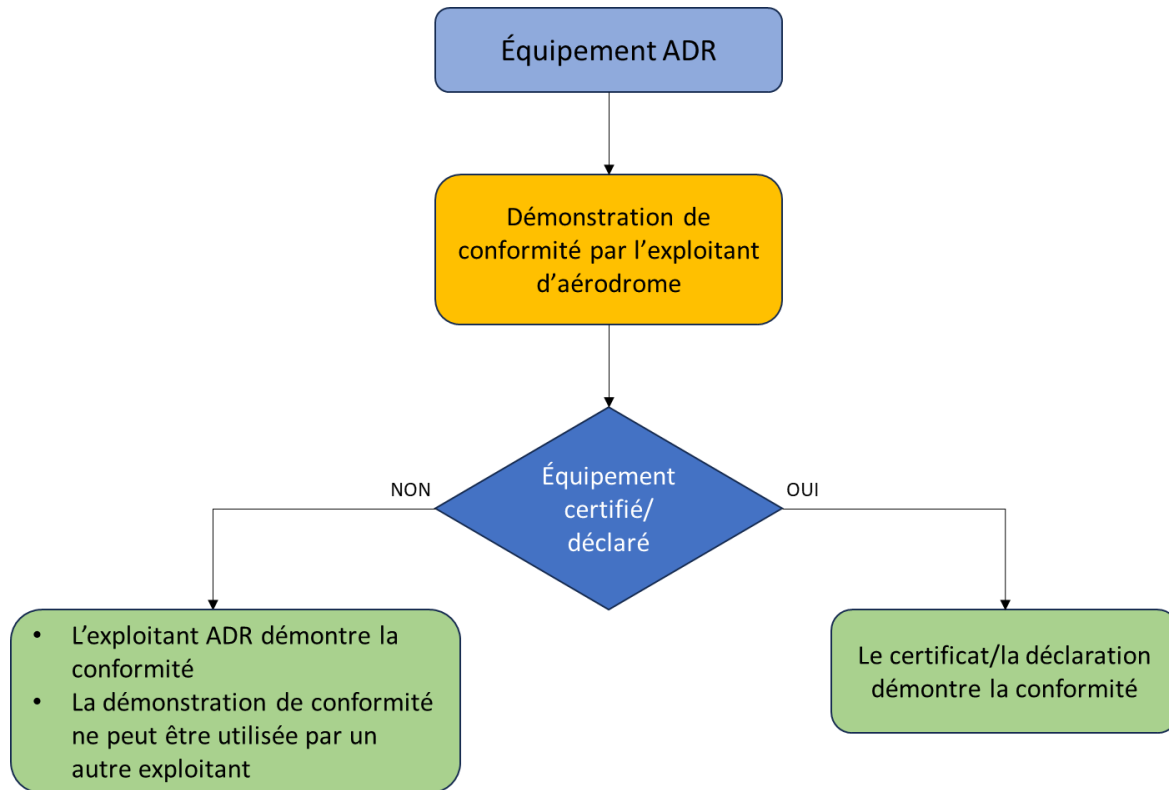 Équipement ADR
Démonstration de
conformité par l’exploitant
d’aérodrome
NON
Équipement
certifié/
déclaré
OUI
• L’exploitant ADR démontre la
conformité
• La démonstration de conformité
ne peut être utilisée par un
autre exploitant
Le certificat/la déclaration
démontre la conformité